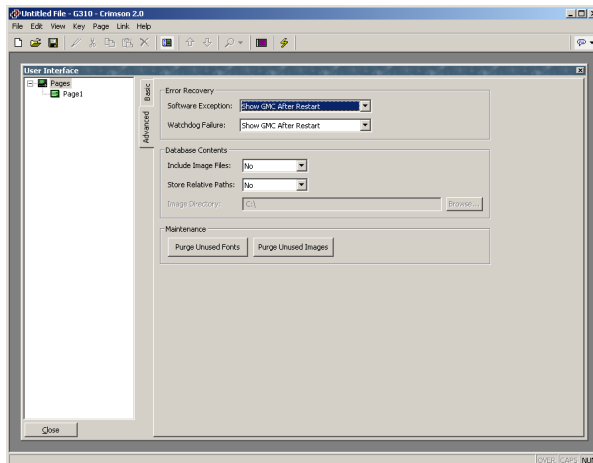 Untitled File - G310 - Crimson 2.0
File Edit View Key Page Link Help
User Interface
Pages
Page1
Basic
Advanced
Error Recovery
Software Exception: Show GMC After Restart
Watchdog Failure: Show GMC After Restart
Database Contents
Include Image Files: No
Store Relative Paths: No
Image Directory: C:\
Browse...
Maintenance
Purge Unused Fonts Purge Unused Images
Close
OVER CAPS NUM